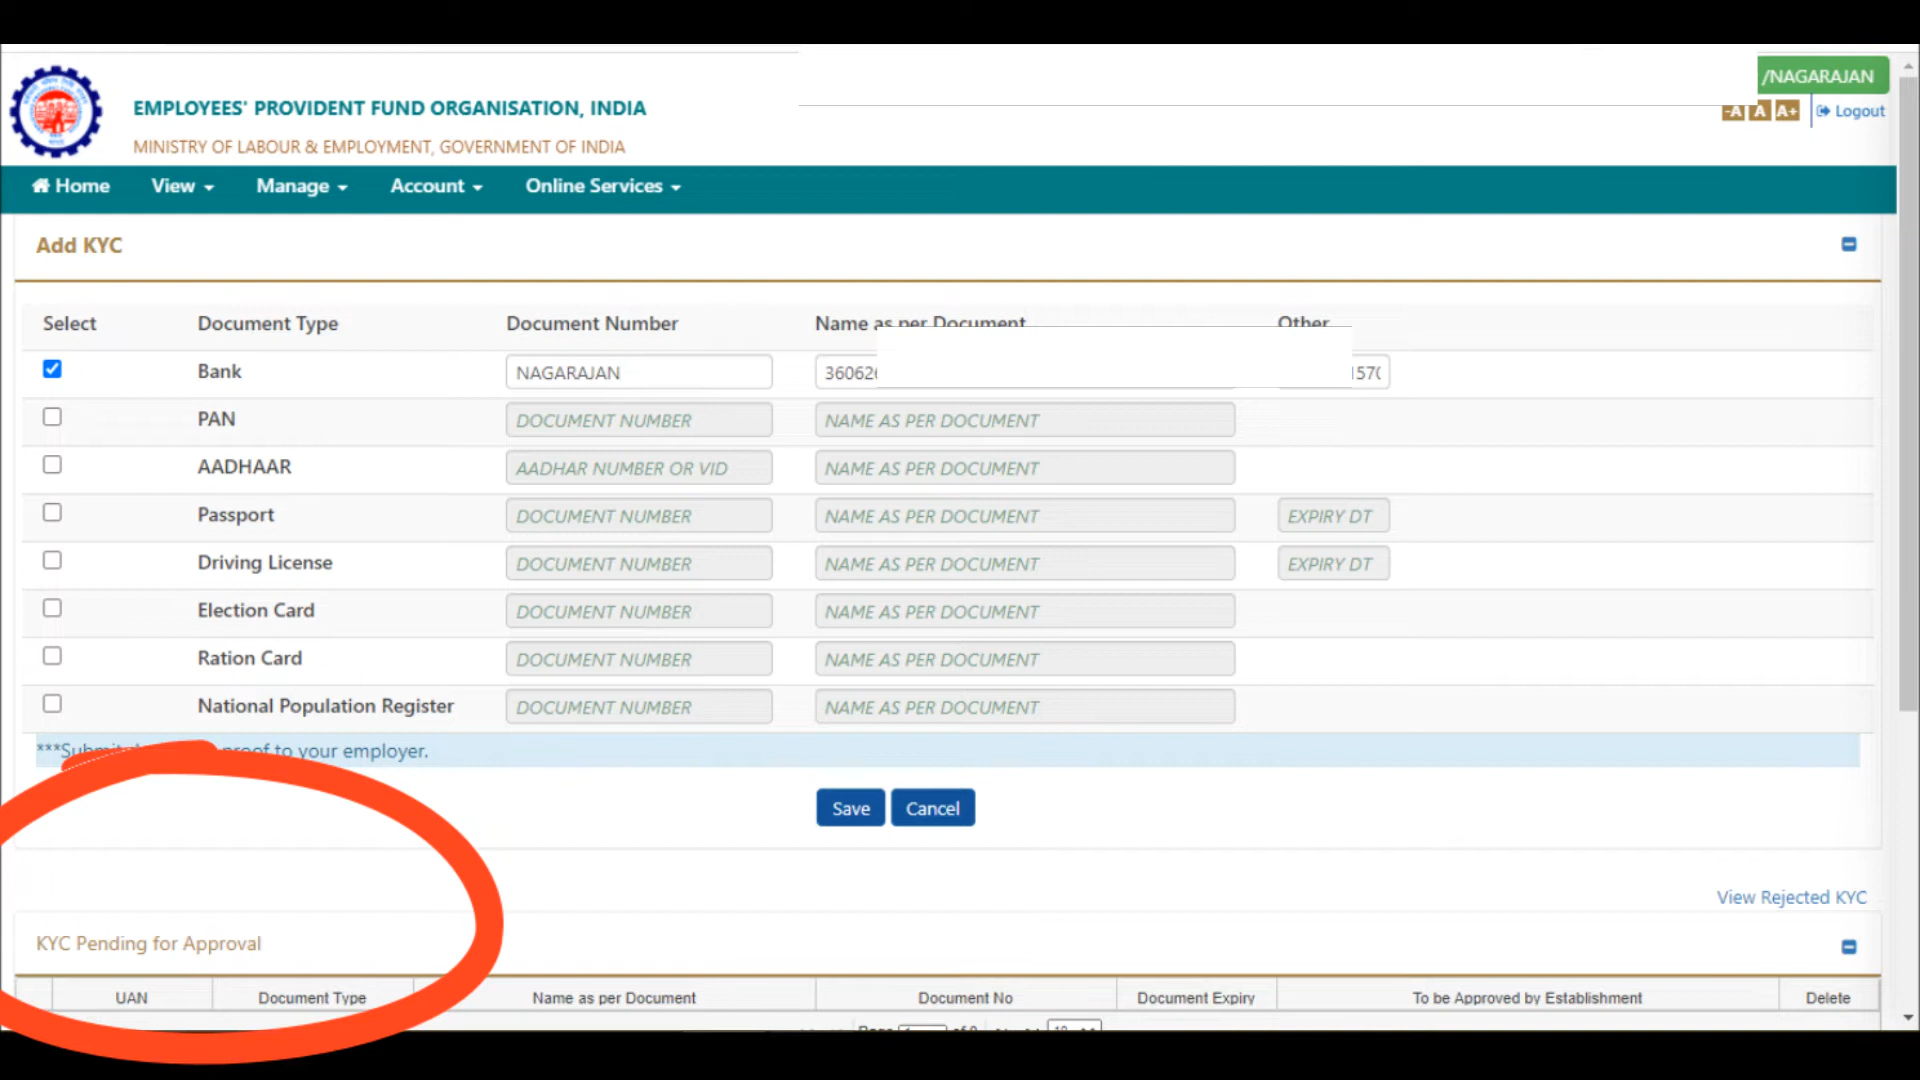 /NAGARAJAN
EMPLOYEES' PROVIDENT FUND ORGANISATION, INDIA
MINISTRY OF LABOUR & EMPLOYMENT, GOVERNMENT OF INDIA
-A A A+ Logout
Home View Manage Account Online Services
Add KYC
Select Document Type Document Number Name as per Document Other
Bank NAGARAJAN 36062 157
PAN DOCUMENT NUMBER NAME AS PER DOCUMENT
AADHAAR AADHAR NUMBER OR VID NAME AS PER DOCUMENT
Passport DOCUMENT NUMBER NAME AS PER DOCUMENT EXPIRY DT
Driving License DOCUMENT NUMBER NAME AS PER DOCUMENT EXPIRY DT
Election Card DOCUMENT NUMBER NAME AS PER DOCUMENT
Ration Card DOCUMENT NUMBER NAME AS PER DOCUMENT
National Population Register DOCUMENT NUMBER NAME AS PER DOCUMENT
***Submit proof to your employer.
Save Cancel
View Rejected KYC
KYC Pending for Approval
UAN Document Type Name as per Document Document No Document Expiry To be Approved by Establishment Delete
Page